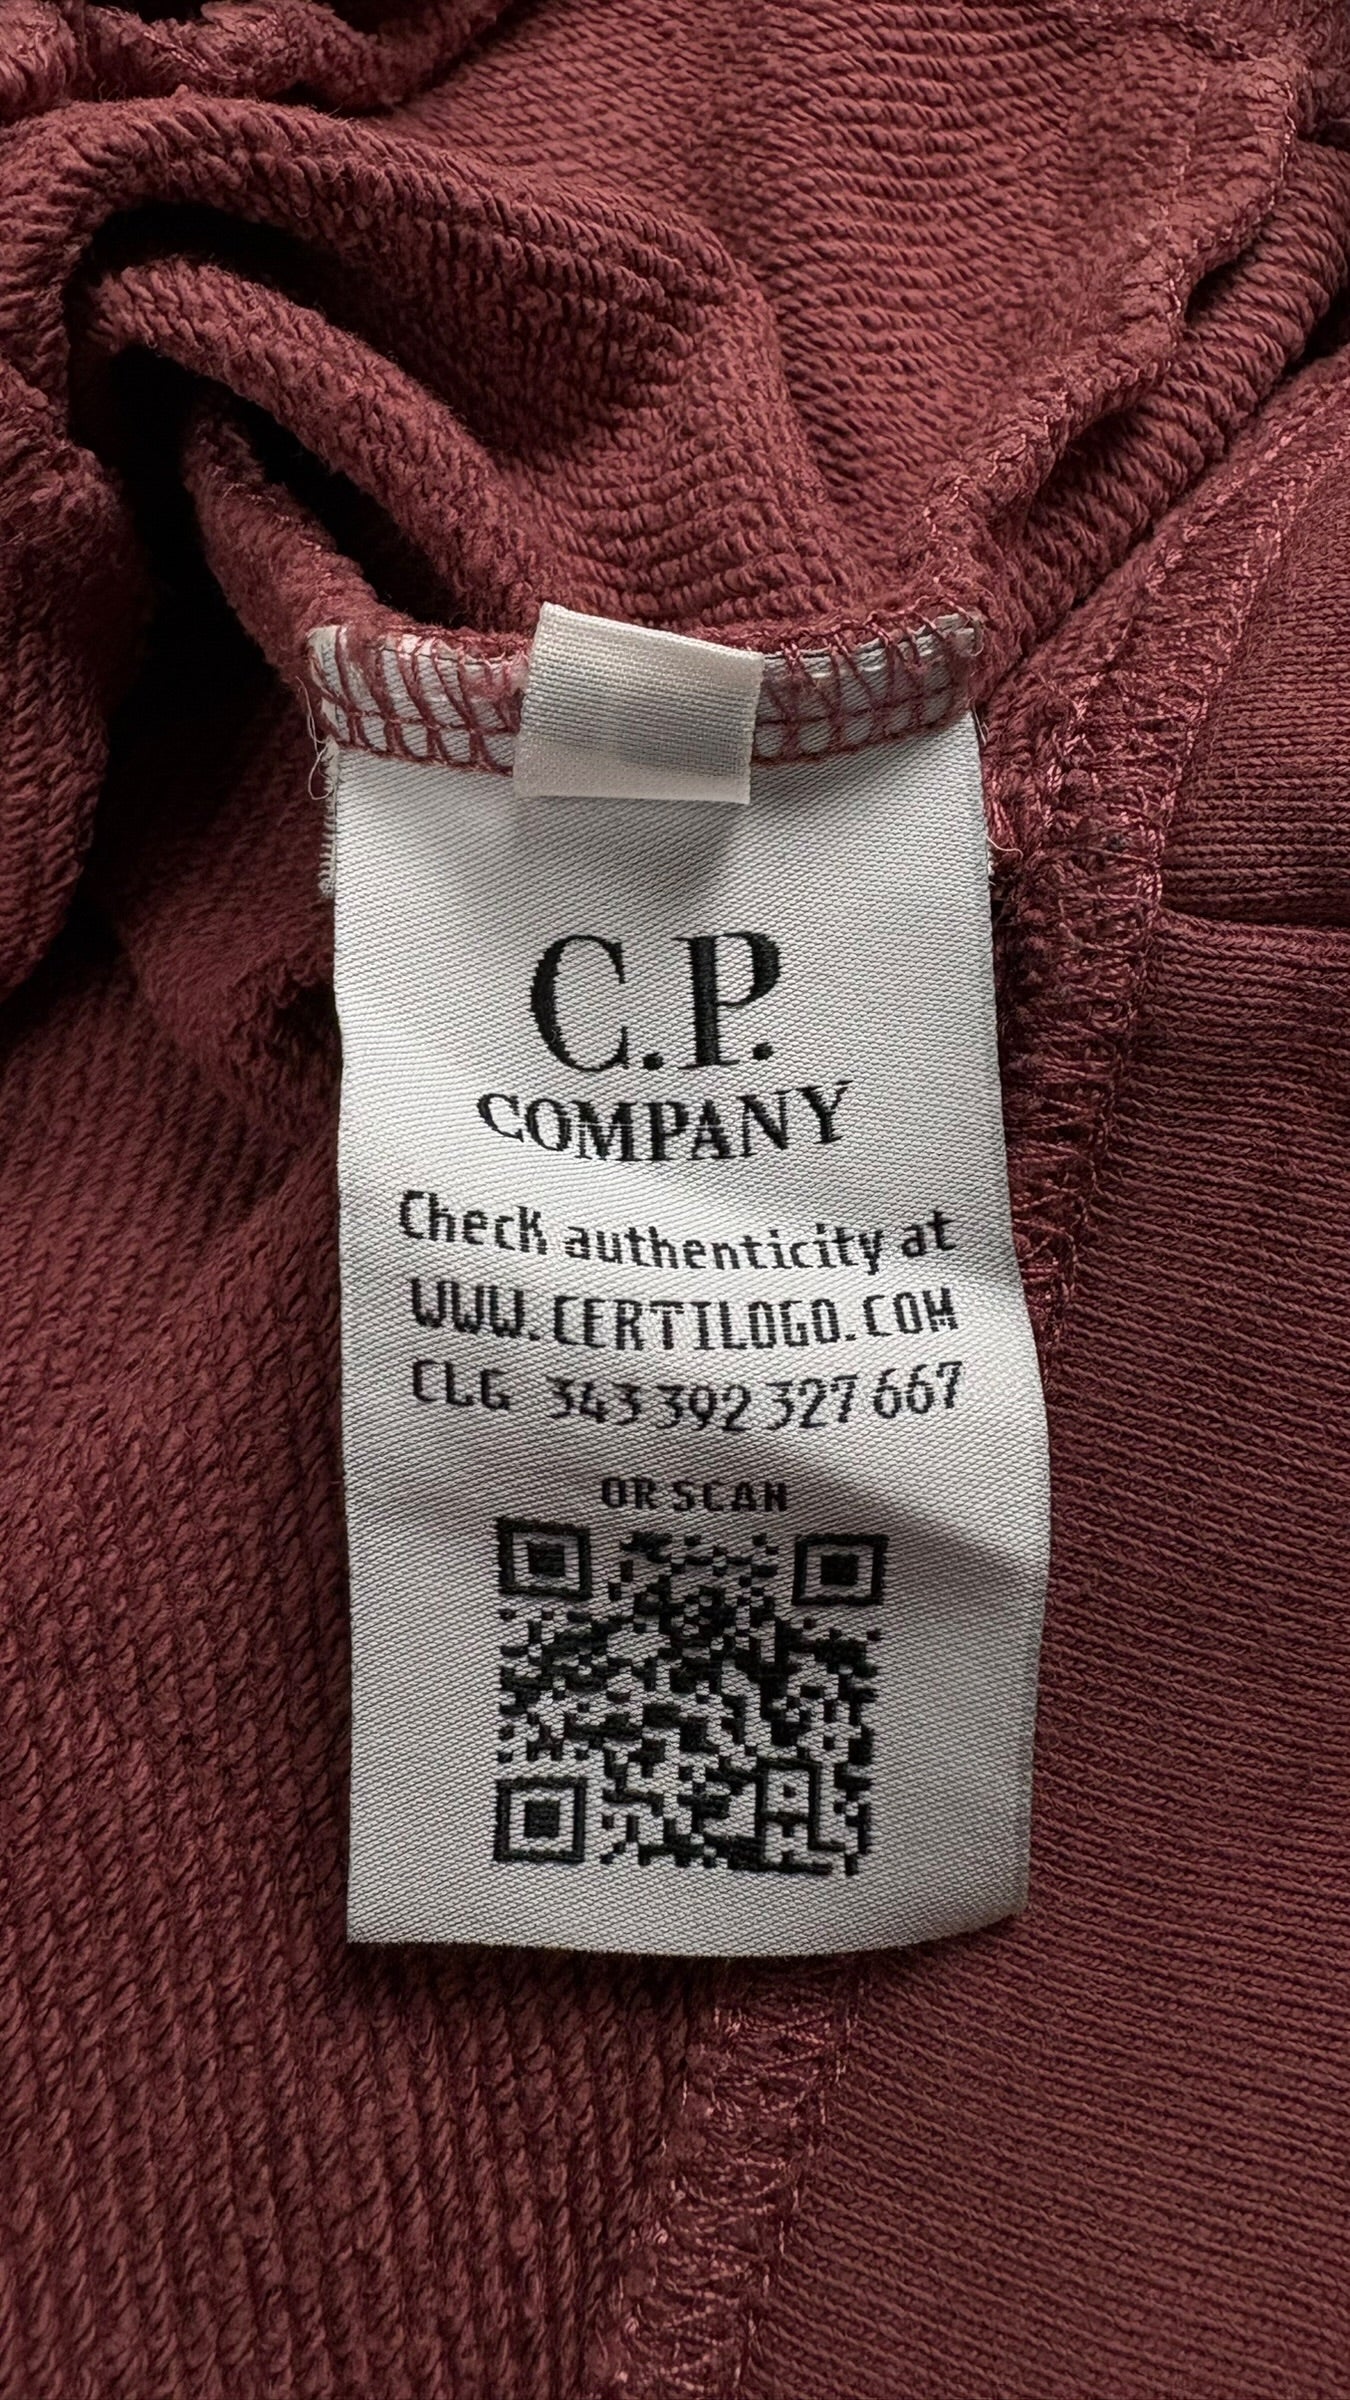 C.P.
COMPANY
Check authenticity at
WWW.CERTILOGO.COM
CLG 343 392 327 667
OR SCAN